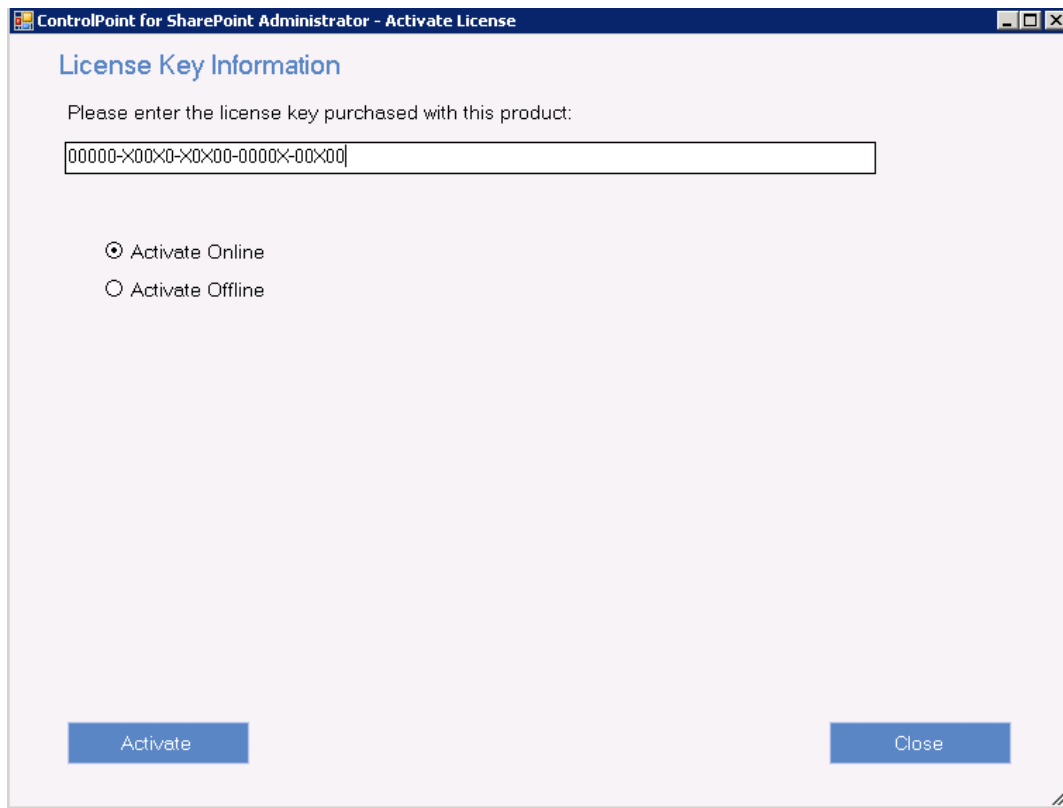 ControlPoint for SharePoint Administrator - Activate License
License Key Information
Please enter the license key purchased with this product:
00000-X00X0-X0X00-0000X-00X00
Activate Online
Activate Offline
Activate
Close